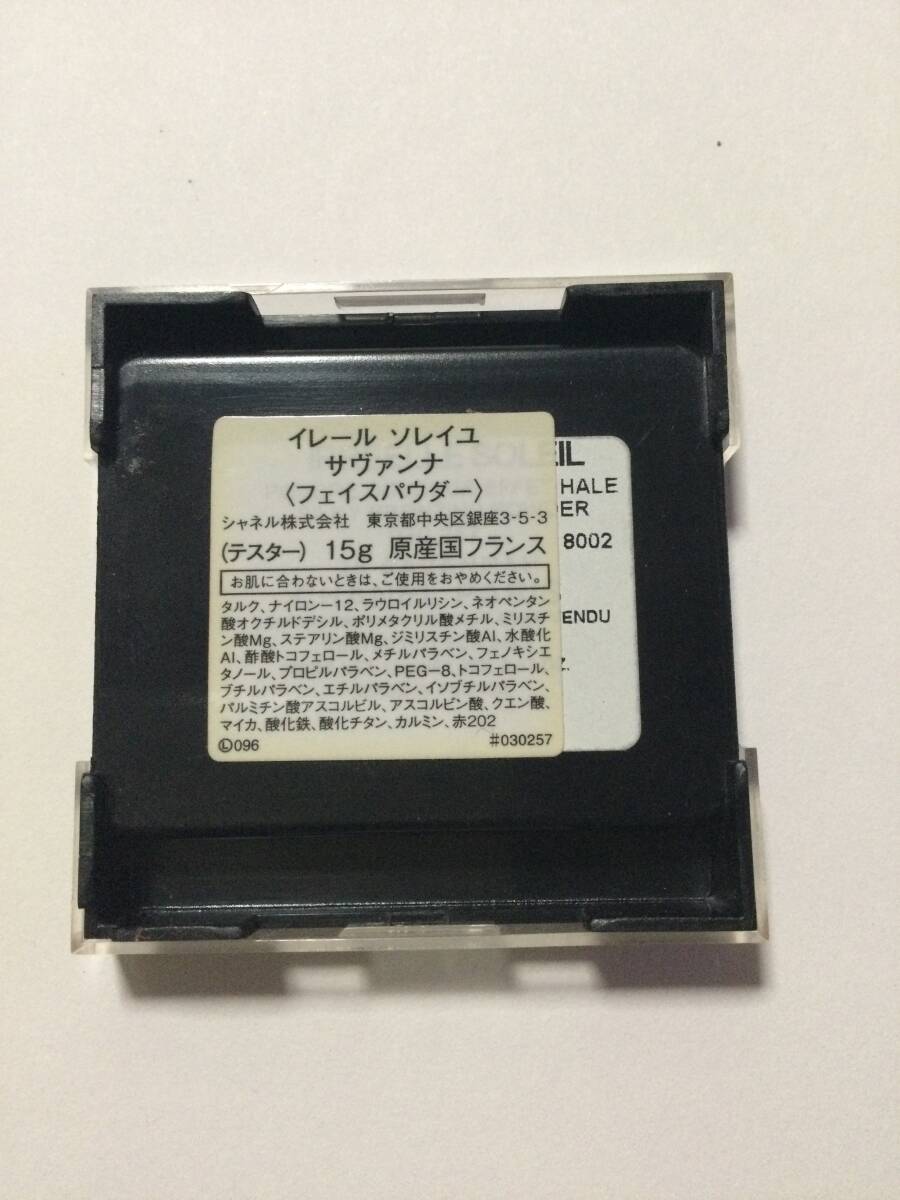 イレール ソレイユ
サヴァンナ
〈フェイスパウダー〉
シャネル株式会社 東京都中央区銀座3-5-3
(テスター) 15g 原産国フランス
お肌に合わないときは、ご使用をおやめください。
タルク、ナイロンー12、ラウロイルリシン、ネオペンタン
酸オクチルドデシル、ポリメタクリル酸メチル、ミリスチ
ン酸Mg、ステアリン酸Mg、ジミリスチン酸Al、水酸化
Al、酢酸トコフェロール、メチルパラベン、フェノキシエ
タノール、プロピルパラベン、PEG-8、トコフェロール、
ブチルパラベン、エチルパラベン、イソブチルパラベン、
パルミチン酸アスコルビル、アスコルビン酸、クエン酸、
マイカ、酸化鉄、酸化チタン、カルミン、赤202
Ⓛ096 #030257
SOLEIL
HALE
DER
8002
ENDU